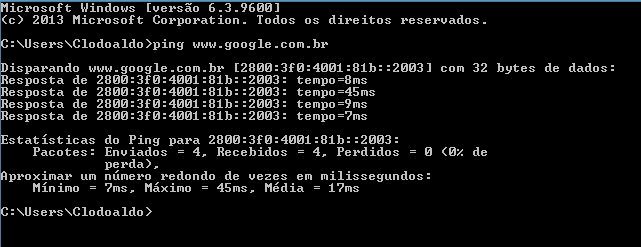 Microsoft Windows [versão 6.3.9600]
(c) 2013 Microsoft Corporation. Todos os direitos reservados.
C:\Users\Clodoaldo>ping www.google.com.br
Disparando www.google.com.br [2800:3f0:4001:81b::2003] com 32 bytes de dados:
Resposta de 2800:3f0:4001:81b::2003: tempo=8ms
Resposta de 2800:3f0:4001:81b::2003: tempo=45ms
Resposta de 2800:3f0:4001:81b::2003: tempo=9ms
Resposta de 2800:3f0:4001:81b::2003: tempo=7ms
Estatísticas do Ping para 2800:3f0:4001:81b::2003:
Pacotes: Enviados = 4, Recebidos = 4, Perdidos = 0 (0% de
perda),
Aproximar um número redondo de vezes em milissegundos:
Mínimo = 7ms, Máximo = 45ms, Média = 17ms
C:\Users\Clodoaldo>